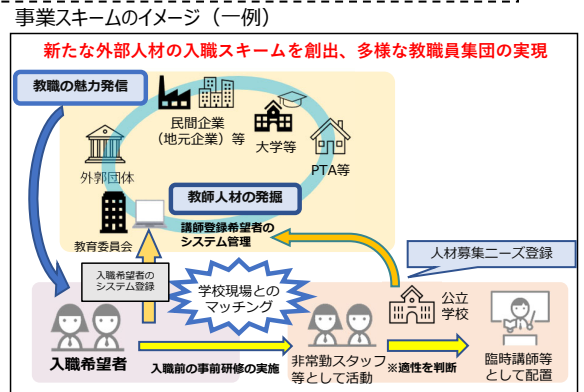 事業スキームのイメージ（一例）
新たな外部人材の入職スキームを創出、多様な教職員集団の実現
教職の魅力発信
民間企業
（地元企業）等
大学等
PTA等
外郭団体
教師人材の発掘
教育委員会
講師登録希望者の
システム管理
人材募集ニーズ登録
入職希望者の
システム登録
学校現場との
マッチング
公立
学校
入職希望者
入職前の事前研修の実施
非常勤スタッフ
等として活動
※適性を判断
臨時講師等
として配置